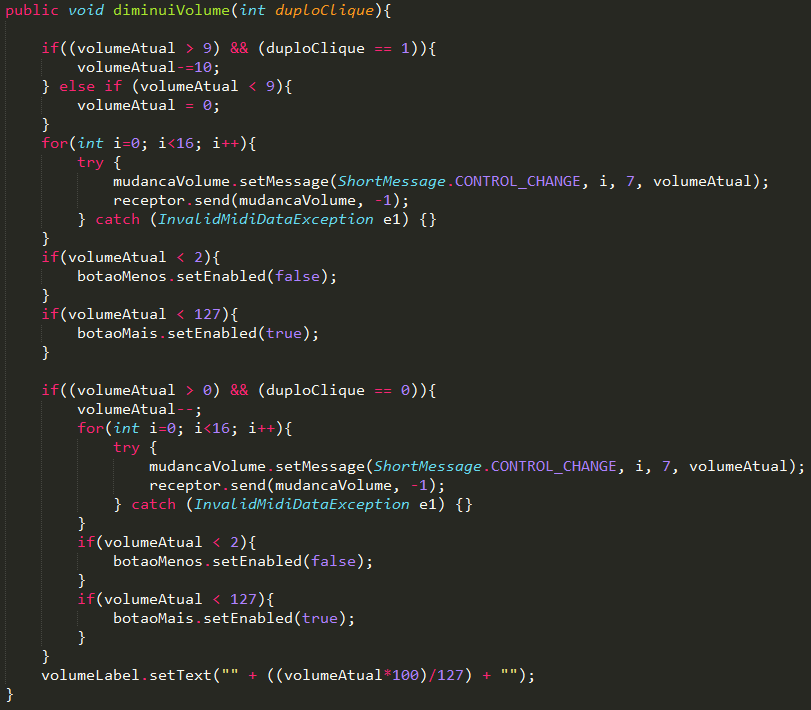 public void diminuiVolume(int duploClique){
if((volumeAtual > 9) && (duploClique == 1)){
volumeAtual-=10;
} else if (volumeAtual < 9){
volumeAtual = 0;
}
for(int i=0; i<16; i++){
try {
mudancaVolume.setMessage(ShortMessage.CONTROL_CHANGE, i, 7, volumeAtual);
receptor.send(mudancaVolume, -1);
} catch (InvalidMidiDataException e1) {}
}
if(volumeAtual < 2){
botaoMenos.setEnabled(false);
}
if(volumeAtual < 127){
botaoMais.setEnabled(true);
}
if((volumeAtual > 0) && (duploClique == 0)){
volumeAtual--;
for(int i=0; i<16; i++){
try {
mudancaVolume.setMessage(ShortMessage.CONTROL_CHANGE, i, 7, volumeAtual);
receptor.send(mudancaVolume, -1);
} catch (InvalidMidiDataException e1) {}
}
if(volumeAtual < 2){
botaoMenos.setEnabled(false);
}
if(volumeAtual < 127){
botaoMais.setEnabled(true);
}
}
volumeLabel.setText("" + ((volumeAtual*100)/127) + "");
}